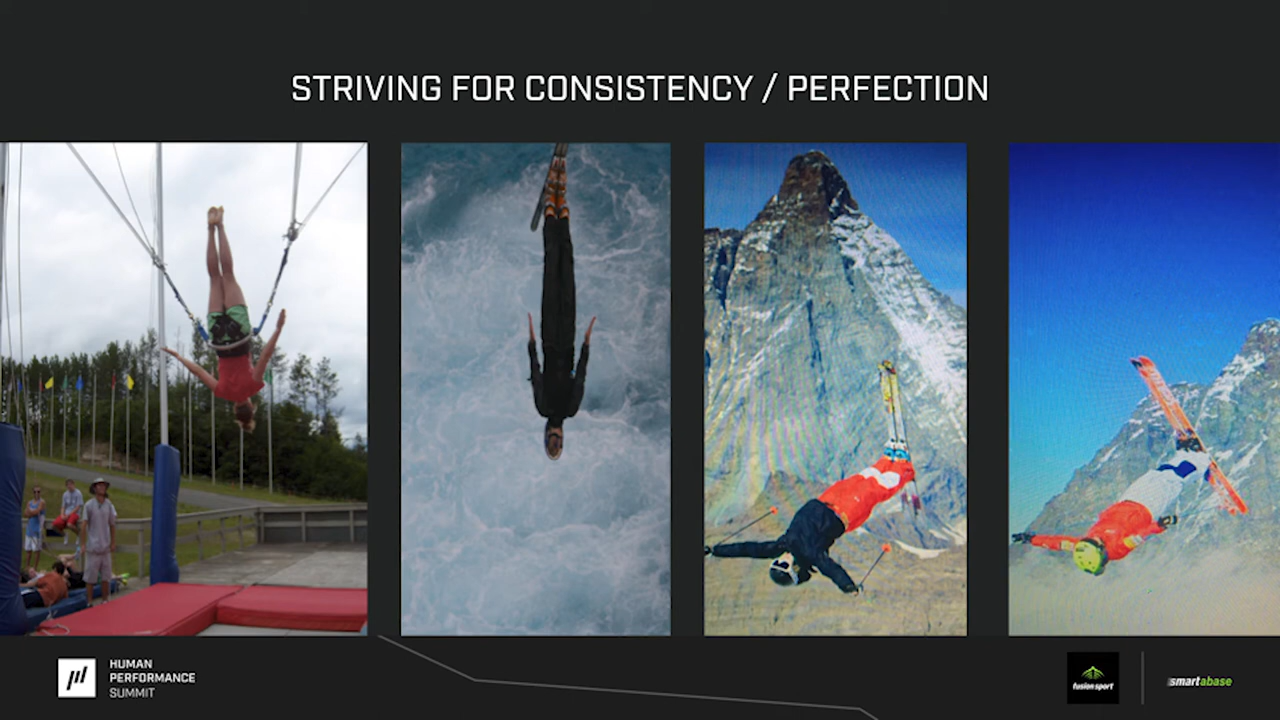 STRIVING FOR CONSISTENCY / PERFECTION
HUMAN
PERFORMANCE
SUMMIT
fusion sport
smartabase